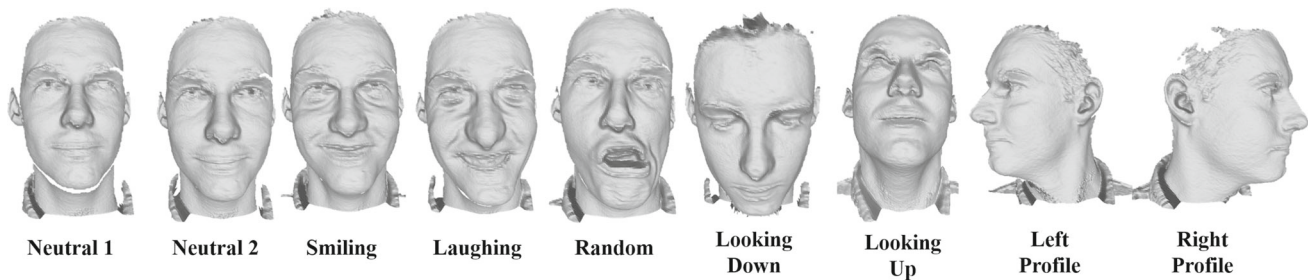 Neutral 1
Neutral 2
Smiling
Laughing
Random
Looking
Down
Looking
Up
Left
Profile
Right
Profile